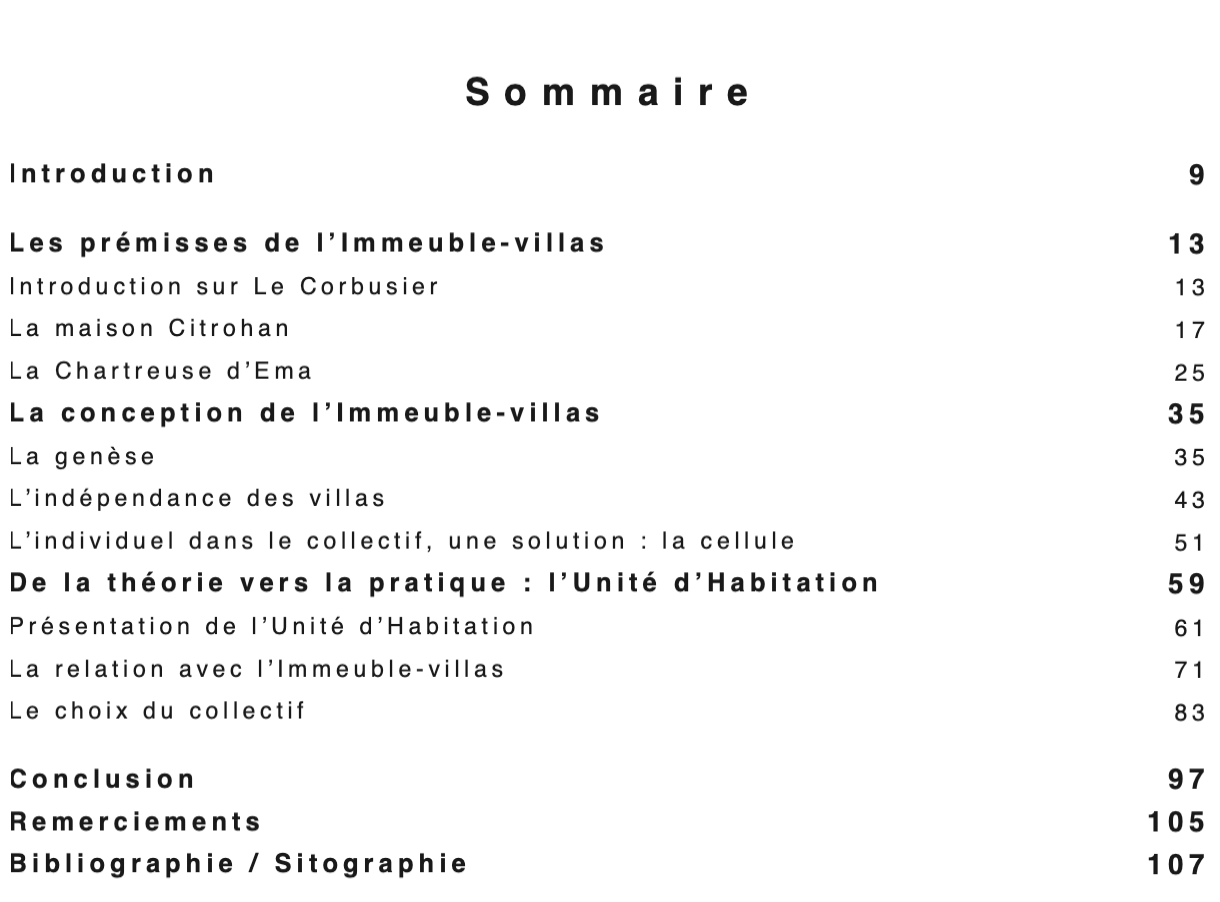 Sommaire
Introduction 9
Les prémisses de l’Immeuble-villas 13
Introduction sur Le Corbusier 13
La maison Citrohan 17
La Chartreuse d’Ema 25
La conception de l’Immeuble-villas 35
La genèse 35
L’indépendance des villas 43
L’individuel dans le collectif, une solution : la cellule 51
De la théorie vers la pratique : l’Unité d’Habitation 59
Présentation de l’Unité d’Habitation 61
La relation avec l’Immeuble-villas 71
Le choix du collectif 83
Conclusion 97
Remerciements 105
Bibliographie / Sitographie 107